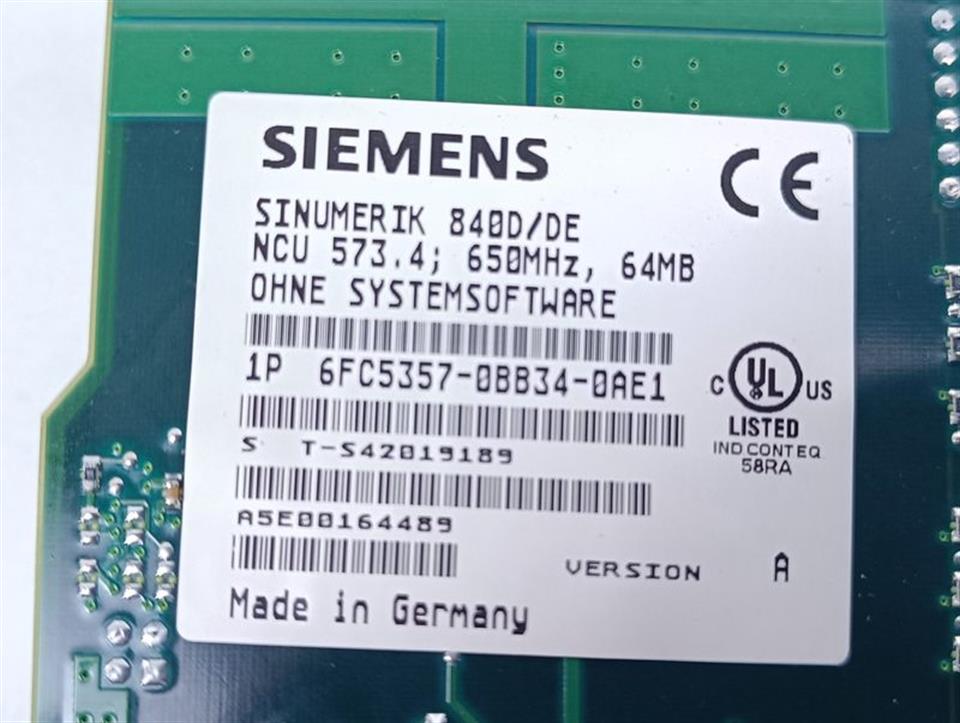 SIEMENS
CE
SINUMERIK 840D/DE
NCU 573.4; 650MHz, 64MB
OHNE SYSTEMSOFTWARE
1P 6FC5357-0BB34-0AE1
C UL US
LISTED
IND CONT EQ
58RA
S T-S42019189
A5E00164489
VERSION A
Made in Germany